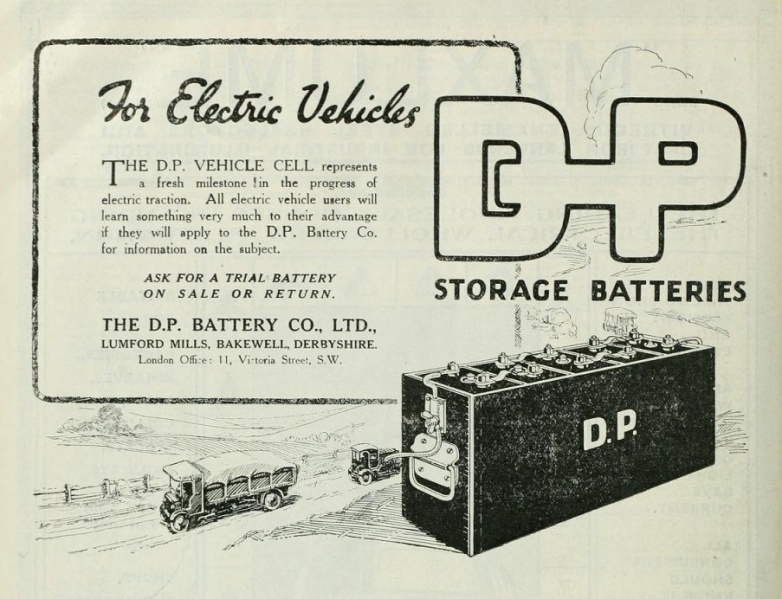 For Electric Vehicles
THE D.P. VEHICLE CELL represents
a fresh milestone in the progress of
electric traction. All electric vehicle users will
learn something very much to their advantage
if they will apply to the D.P. Battery Co.
for information on the subject.
ASK FOR A TRIAL BATTERY
ON SALE OR RETURN.
THE D.P. BATTERY CO., LTD.,
LUMFORD MILLS, BAKEWELL, DERBYSHIRE.
London Office: 11, Victoria Street, S.W.
D-P
STORAGE BATTERIES
D.P.